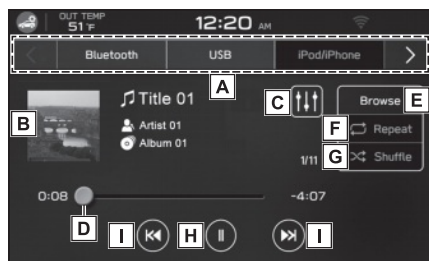 OUT TEMP
51°F
12:20 AM
Bluetooth USB iPod/iPhone
A
Title 01
C
Browse E
B
Artist 01
F Repeat
Album 01
1/11
G Shuffle
0:08 -4:07
D
I H I